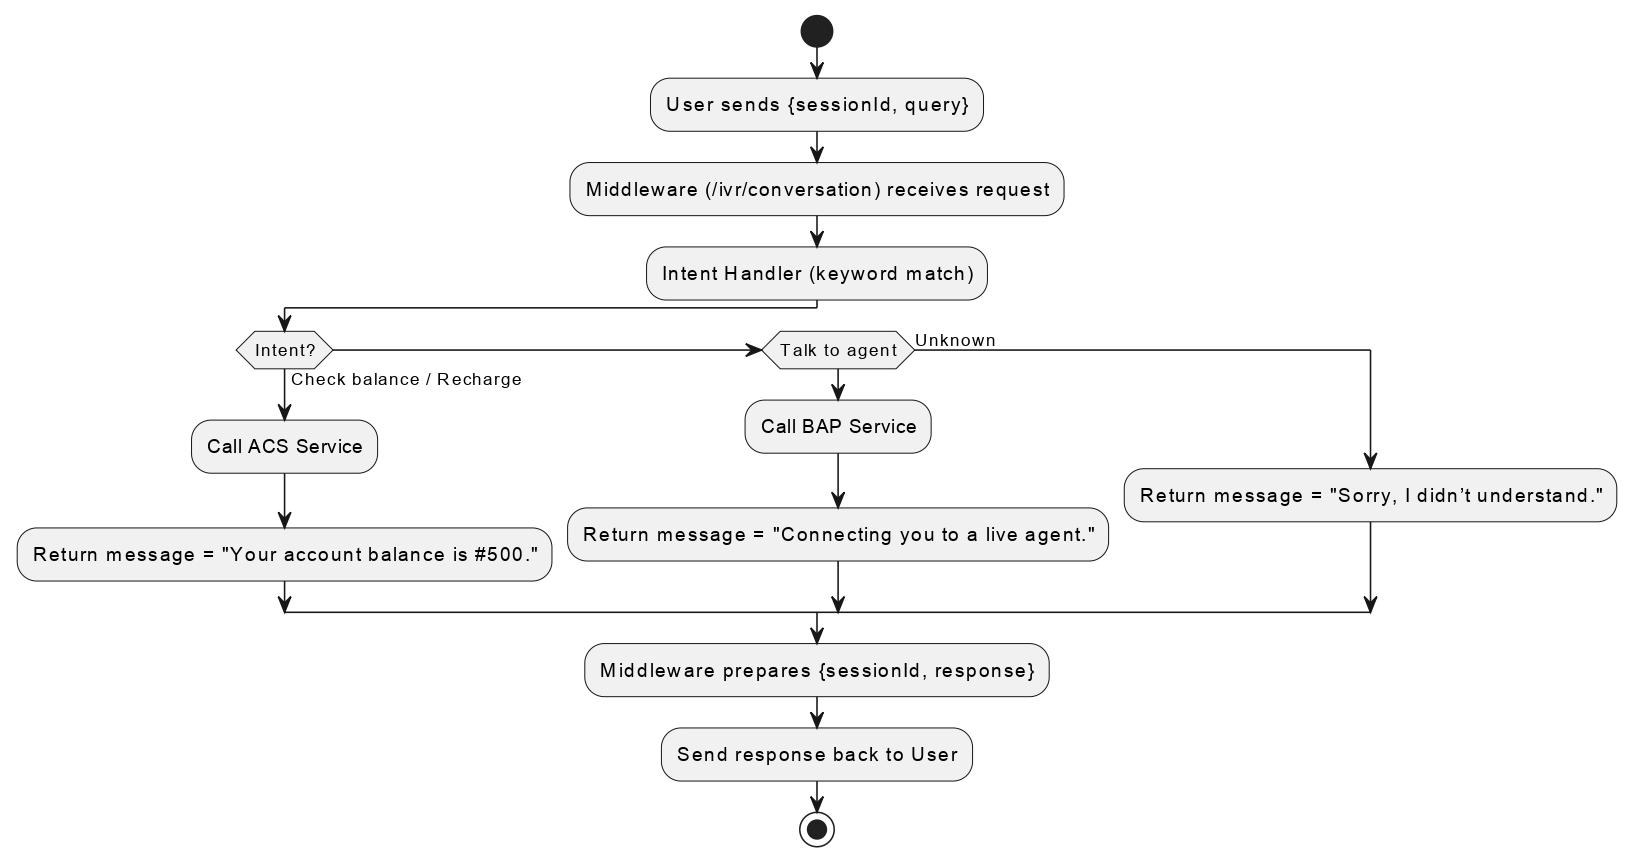 User sends {sessionId, query}
Middleware (/ivr/conversation) receives request
Intent Handler (keyword match)
Intent?
Check balance / Recharge
Call ACS Service
Return message = "Your account balance is #500."
Talk to agent
Call BAP Service
Return message = "Connecting you to a live agent."
Unknown
Return message = "Sorry, I didn’t understand."
Middleware prepares {sessionId, response}
Send response back to User